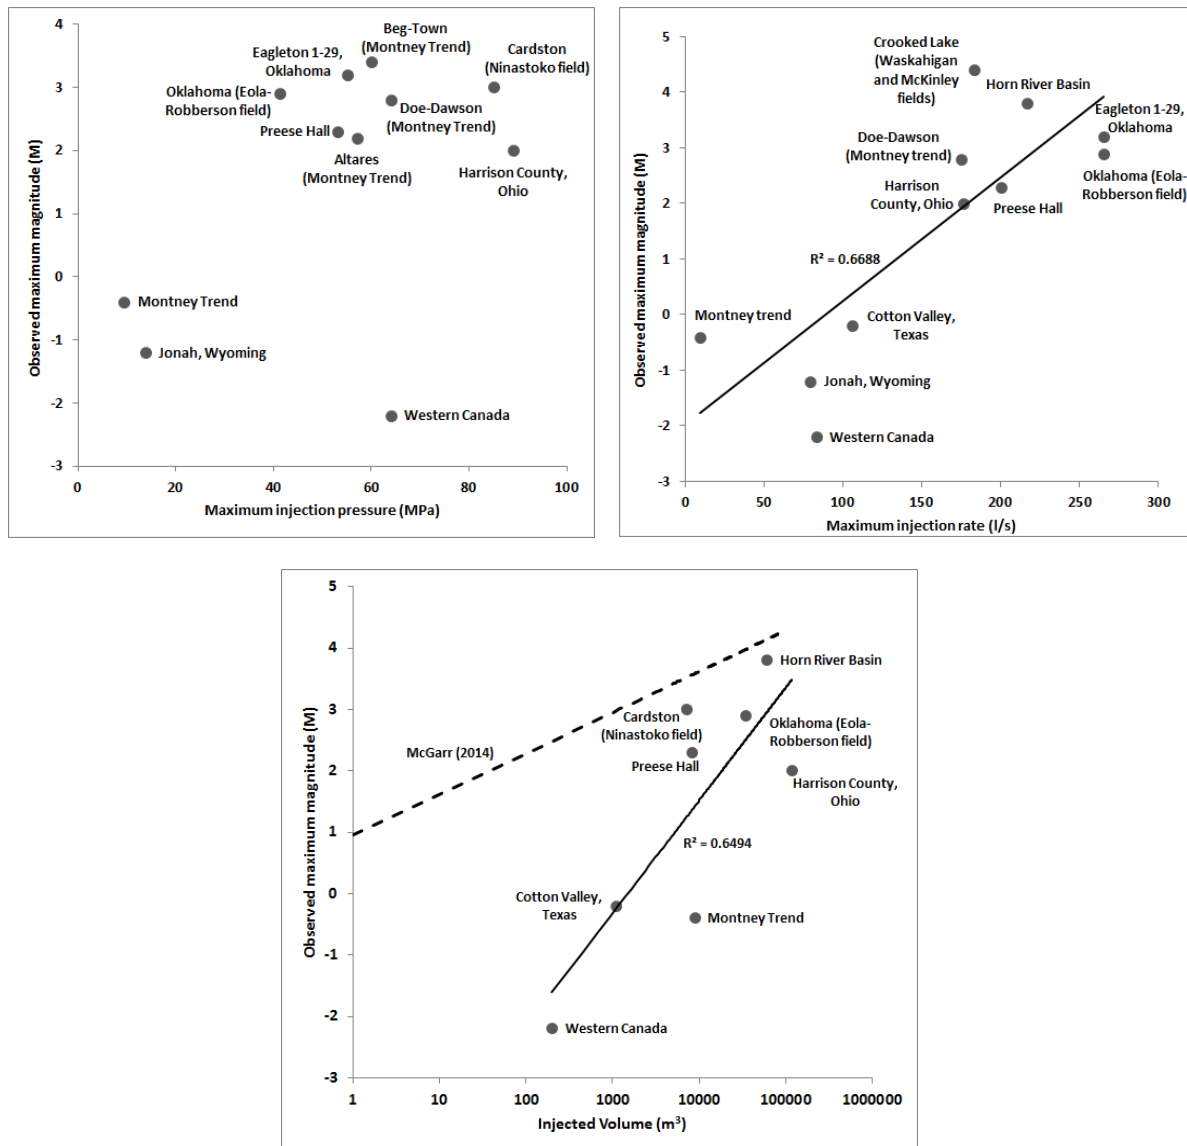 4
3
2
1
0
-1
-2
-3
Observed maximum magnitude (M)
Beg-Town
(Montney Trend)
Eagleton 1-29,
Oklahoma
Cardston
(Ninastoko field)
Oklahoma (Eola-
Robberson field)
Doe-Dawson
(Montney Trend)
Preese Hall
Altares
(Montney Trend)
Harrison County,
Ohio
Montney Trend
Jonah, Wyoming
Western Canada
0 20 40 60 80 100
Maximum injection pressure (MPa)
5
4
3
2
1
0
-1
-2
-3
Observed maximum magnitude (M)
Crooked Lake
(Waskahigan
and McKinley
fields)
Horn River Basin
Eagleton 1-29,
Oklahoma
Doe-Dawson
(Montney trend)
Oklahoma (Eola-
Robberson field)
Harrison
County, Ohio
Preese Hall
R² = 0.6688
Montney trend
Cotton Valley,
Texas
Jonah, Wyoming
Western Canada
0 50 100 150 200 250 300
Maximum injection rate (l/s)
5
4
3
2
1
0
-1
-2
-3
Observed maximum magnitude (M)
Horn River Basin
Cardston
(Ninastoko field)
Oklahoma (Eola-
Robberson field)
McGarr (2014)
Preese Hall
Harrison County,
Ohio
R² = 0.6494
Cotton Valley,
Texas
Montney Trend
Western Canada
1 10 100 1000 10000 100000 1000000
Injected Volume (m³)